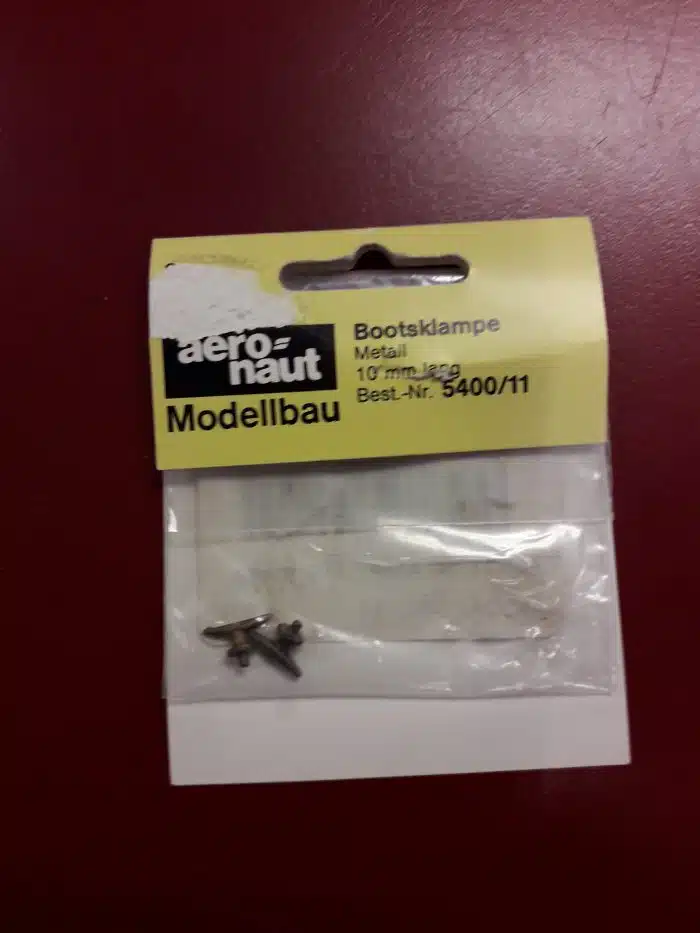 aero=
naut
Modellbau
Bootsklampe
Metall
10 mm lang
Best.-Nr. 5400/11